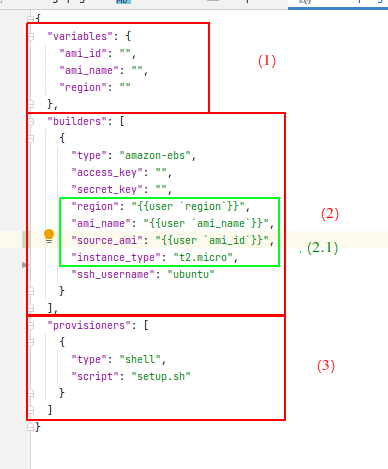 {
"variables": {
"ami_id": "",
"ami_name": "",
"region": ""
},
(1)
"builders": [
{
"type": "amazon-ebs",
"access_key": "",
"secret_key": "",
"region": "{{user `region`}}",
"ami_name": "{{user `ami_name`}}",
"source_ami": "{{user `ami_id`}}",
"instance_type": "t2.micro",
"ssh_username": "ubuntu"
}
],
(2)
. (2.1)
"provisioners": [
{
"type": "shell",
"script": "setup.sh"
}
]
(3)
}